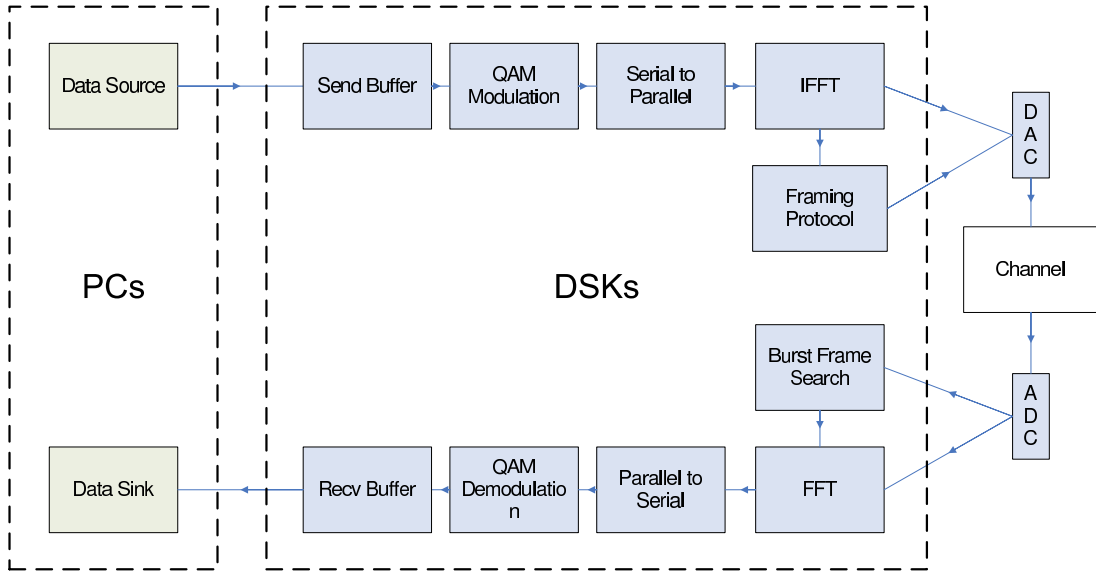 Data Source
Send Buffer
QAM
Modulation
Serial to
Parallel
IFFT
D
A
C
Framing
Protocol
PCs
DSKs
Channel
Burst Frame
Search
A
D
C
Data Sink
Recv Buffer
QAM
Demodulatio
n
Parallel to
Serial
FFT